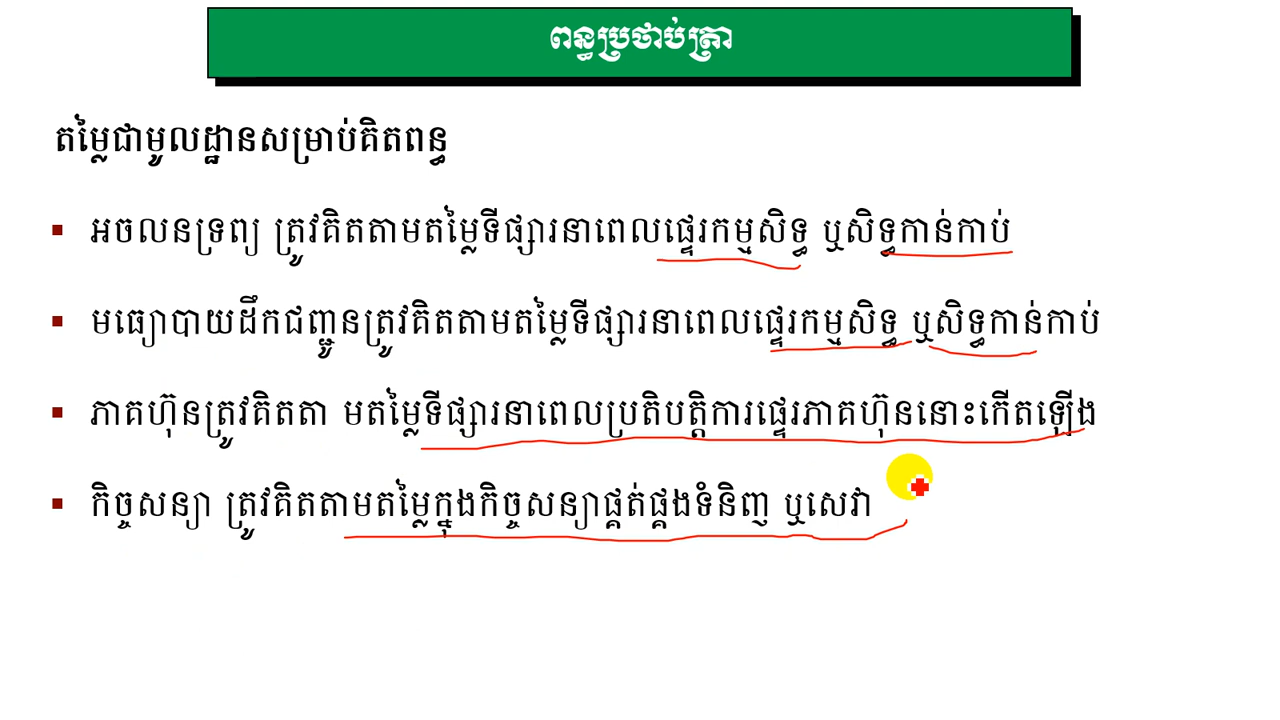 ពន្ធប្រថាប់ត្រា
តម្លៃជាមូលដ្ឋានសម្រាប់គិតពន្ធ
អចលនទ្រព្យ ត្រូវគិតតាមតម្លៃទីផ្សារនាពេលផ្ទេរកម្មសិទ្ធ ឬសិទ្ធកាន់កាប់
មធ្យោបាយដឹកជញ្ជូនត្រូវគិតតាមតម្លៃទីផ្សារនាពេលផ្ទេរកម្មសិទ្ធ ឬសិទ្ធកាន់កាប់
ភាគហ៊ុនត្រូវគិតតា មតម្លៃទីផ្សារនាពេលប្រតិបត្តិការផ្ទេរភាគហ៊ុននោះកើតឡើង
កិច្ចសន្យា ត្រូវគិតតាមតម្លៃក្នុងកិច្ចសន្យាផ្គត់ផ្គងទំនិញ ឬសេវា